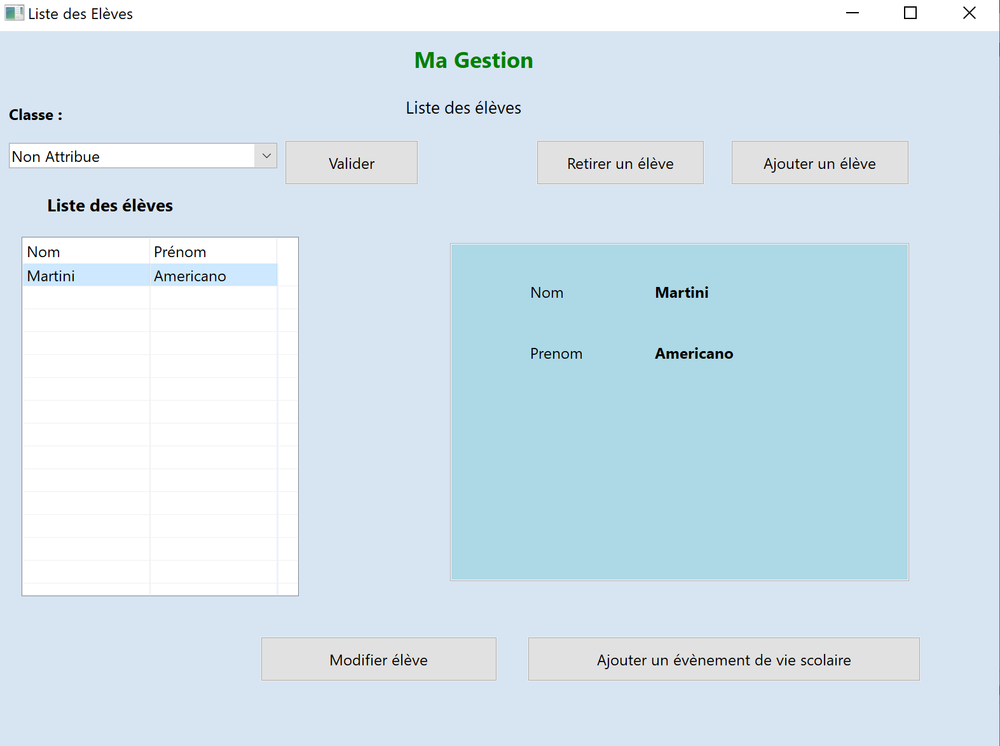 Liste des Elèves
Ma Gestion
Liste des élèves
Classe :
Non Attribue
Valider
Retirer un élève
Ajouter un élève
Liste des élèves
Nom Prénom
Martini Americano
Nom Martini
Prenom Americano
Modifier élève
Ajouter un évènement de vie scolaire